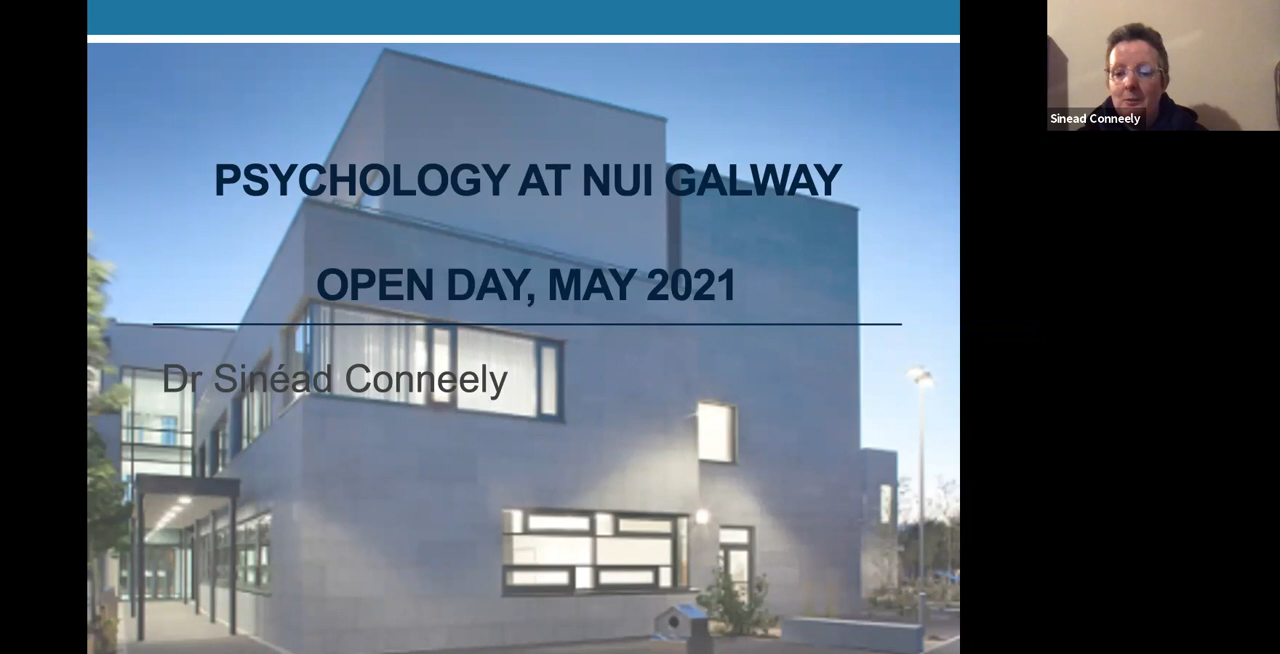 PSYCHOLOGY AT NUI GALWAY
OPEN DAY, MAY 2021
Dr Sinéad Conneely
Sinead Conneely